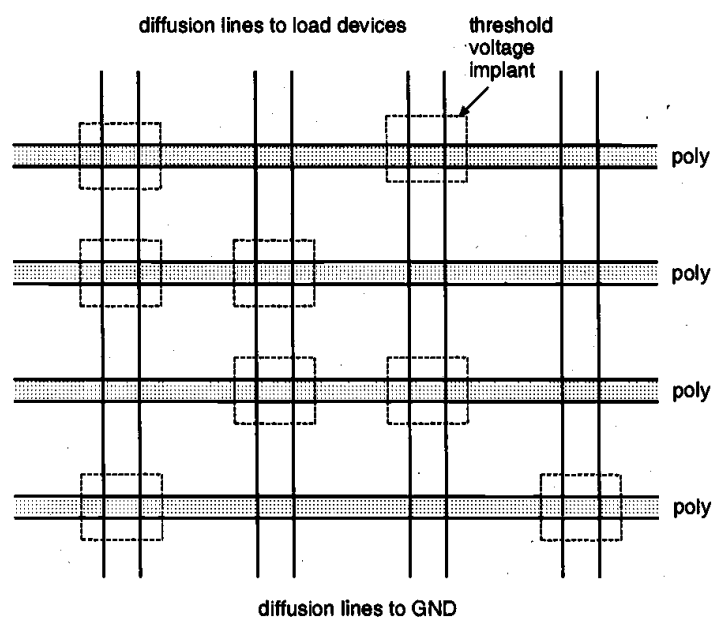 diffusion lines to load devices
threshold
voltage
implant
poly
poly
poly
poly
diffusion lines to GND